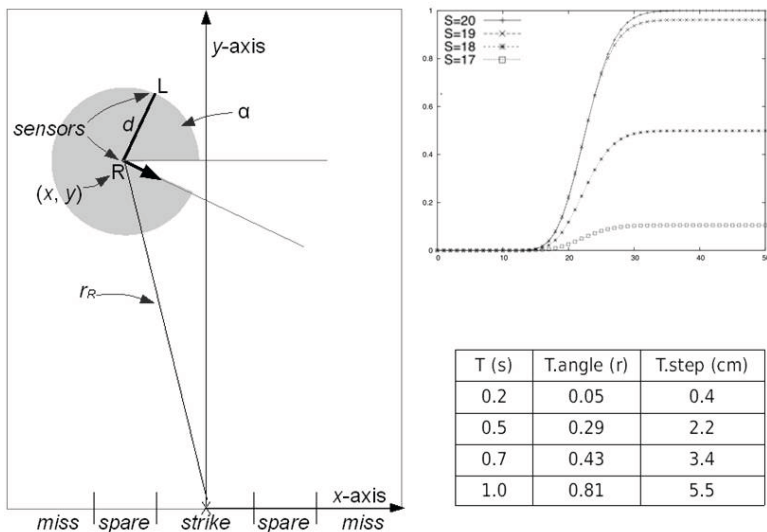 y-axis
L
sensors
d
α
R
(x, y)
rR
x-axis
miss spare strike spare miss
S=20
S=19
S=18
S=17
1
0.8
0.6
0.4
0.2
0
0 10 20 30 40 50
T (s) T.angle (r) T.step (cm)
0.2 0.05 0.4
0.5 0.29 2.2
0.7 0.43 3.4
1.0 0.81 5.5